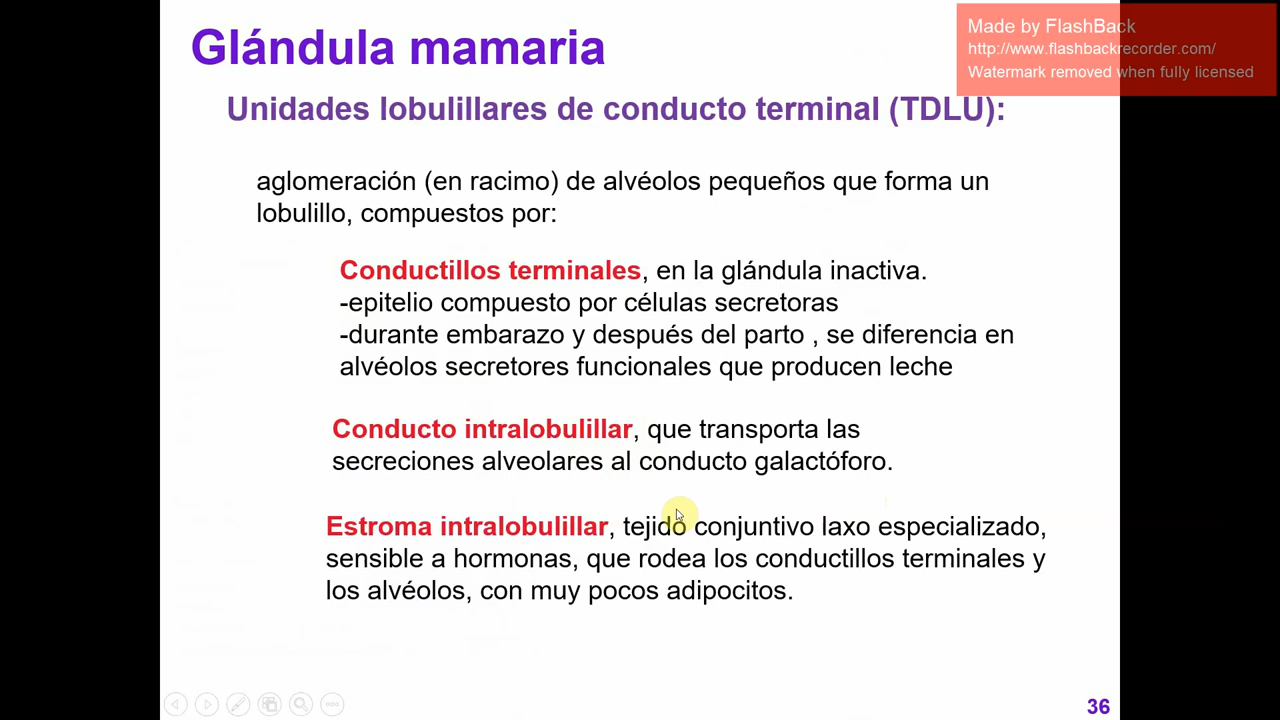 Glándula mamaria
Made by FlashBack
http://www.flashbackrecorder.com/
Watermark removed when fully licensed
Unidades lobulillares de conducto terminal (TDLU):
aglomeración (en racimo) de alvéolos pequeños que forma un
lobulillo, compuestos por:
Conductillos terminales, en la glándula inactiva.
-epitelio compuesto por células secretoras
-durante embarazo y después del parto , se diferencia en
alvéolos secretores funcionales que producen leche
Conducto intralobulillar, que transporta las
secreciones alveolares al conducto galactóforo.
Estroma intralobulillar, tejido conjuntivo laxo especializado,
sensible a hormonas, que rodea los conductillos terminales y
los alvéolos, con muy pocos adipocitos.
36